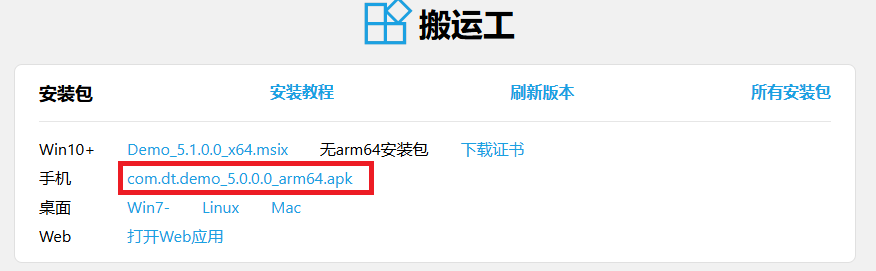 搬运工
安装包 安装教程 刷新版本 所有安装包
Win10+ Demo_5.1.0.0_x64.msix 无arm64安装包 下载证书
手机 com.dt.demo_5.0.0.0_arm64.apk
桌面 Win7- Linux Mac
Web 打开Web应用